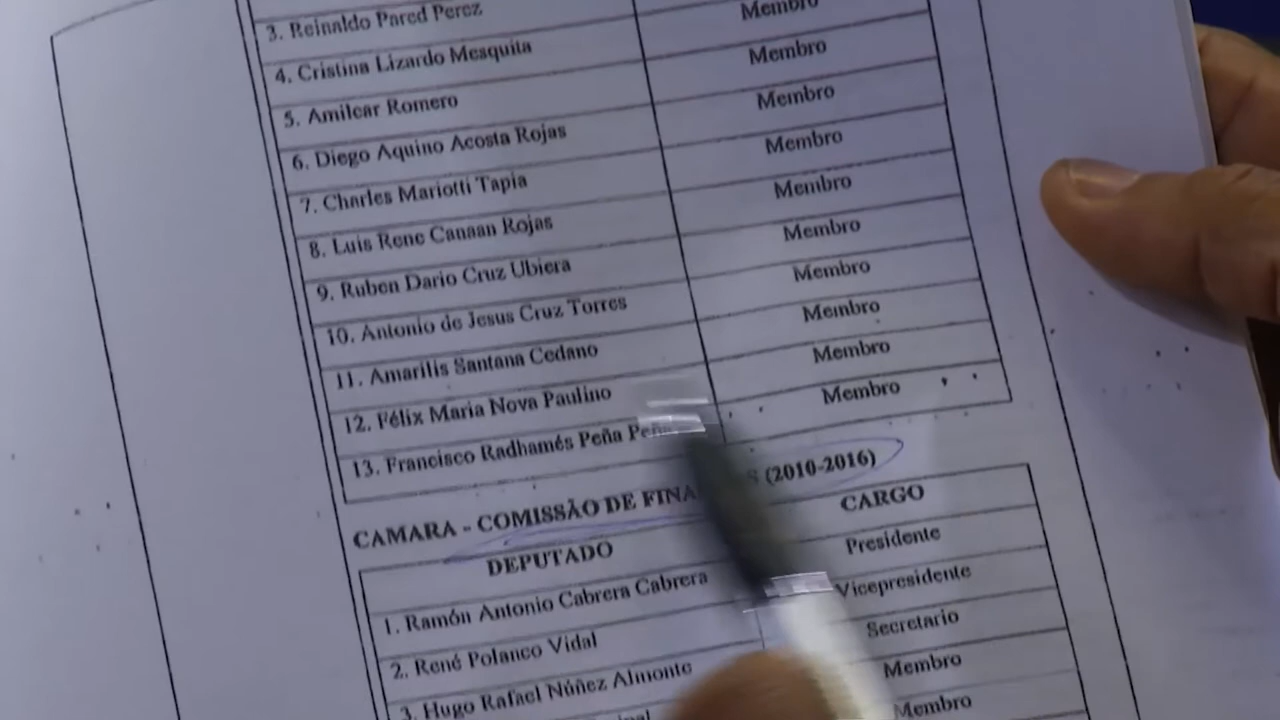 3. Reinaldo Pared Perez Membro
4. Cristina Lizardo Mesquita Membro
5. Amilcar Romero Membro
6. Diego Aquino Acosta Rojas Membro
7. Charles Mariotti Tapia Membro
8. Luis Rene Canaan Rojas Membro
9. Ruben Dario Cruz Ubiera Membro
10. Antonio de Jesus Cruz Torres Membro
11. Amarilis Santana Cedano Membro
12. Félix Maria Nova Paulino Membro
13. Francisco Radhamés Peña Peña Membro
CAMARA - COMISSÃO DE (2010-2016)
DEPUTADO CARGO
1. Ramón Antonio Cabrera Cabrera Presidente
2. René Polanco Vidal Vicepresidente
3. Hugo Rafael Núñez Almonte Secretario
Membro
Membro